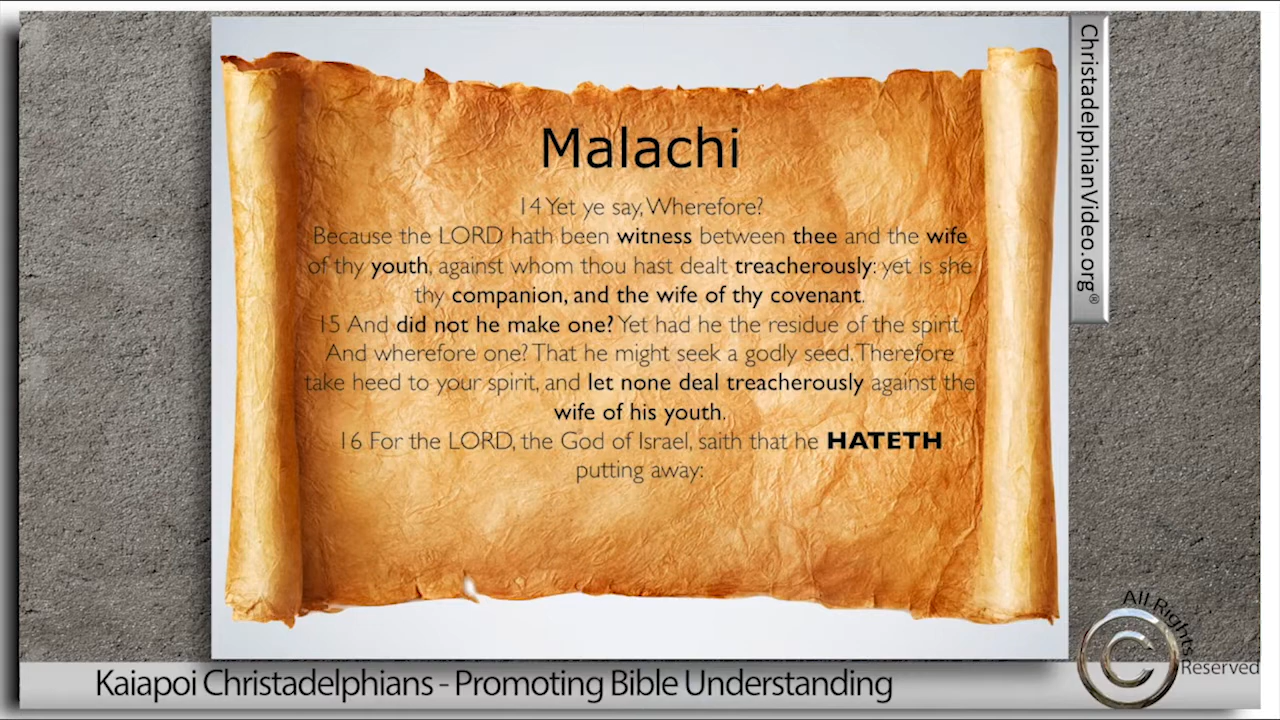 Malachi
14 Yet ye say, Wherefore?
Because the LORD hath been witness between thee and the wife
of thy youth, against whom thou hast dealt treacherously: yet is she
thy companion, and the wife of thy covenant.
15 And did not he make one? Yet had he the residue of the spirit.
And wherefore one? That he might seek a godly seed. Therefore
take heed to your spirit, and let none deal treacherously against the
wife of his youth.
16 For the LORD, the God of Israel, saith that he HATETH
putting away:
ChristadelphianVideo.org®
All Rights
Reserved
C
Kaiapoi Christadelphians - Promoting Bible Understanding